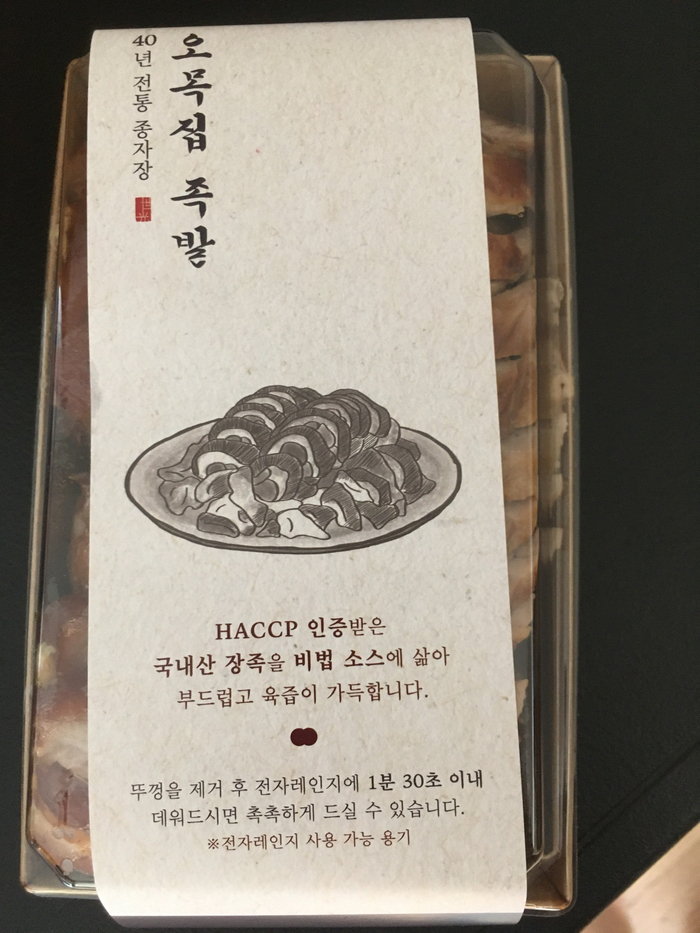 오목집 족발
40년 전통 종자장
HACCP 인증받은
국내산 장족을 비법 소스에 삶아
부드럽고 육즙이 가득합니다.
뚜껑을 제거 후 전자레인지에 1분 30초 이내
데워드시면 촉촉하게 드실 수 있습니다.
※전자레인지 사용 가능 용기